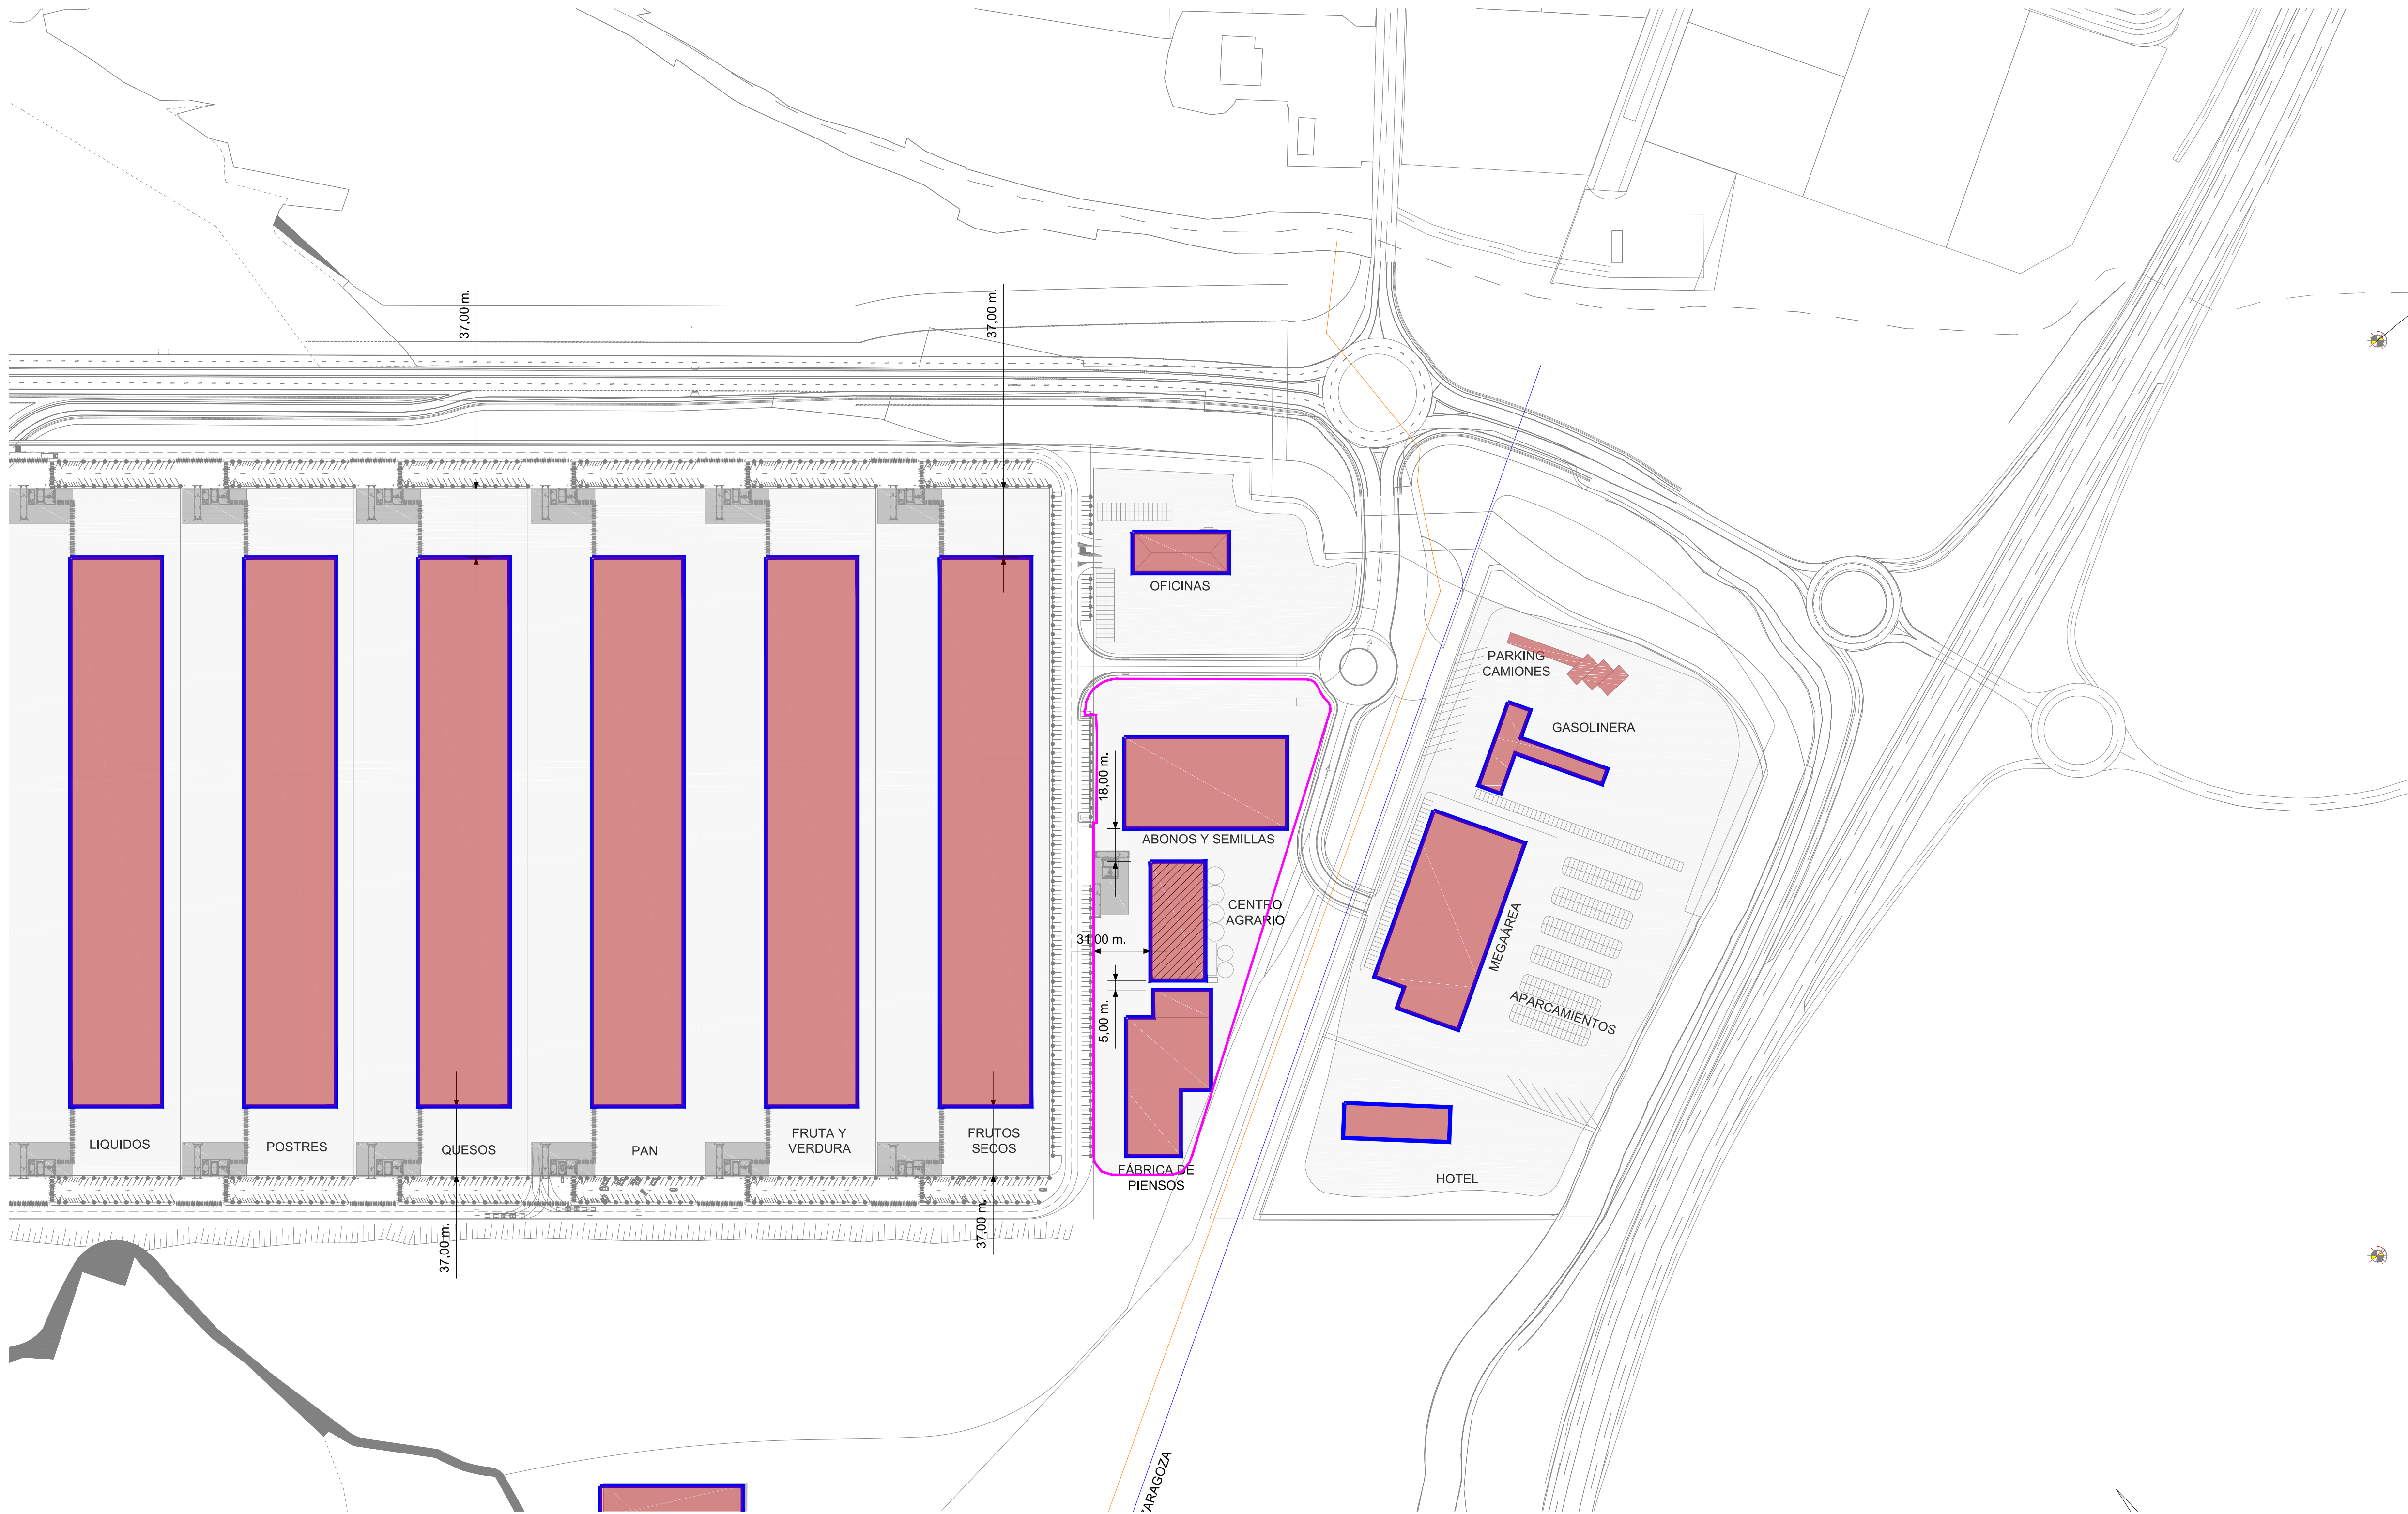 37,00 m.
37,00 m.
OFICINAS
PARKING
CAMIONES
GASOLINERA
18,00 m.
ABONOS Y SEMILLAS
CENTRO
AGRARIO
MEGAÁREA
31,00 m.
5,00 m.
APARCAMIENTOS
LIQUIDOS
POSTRES
QUESOS
PAN
FRUTA Y
VERDURA
FRUTOS
SECOS
FÁBRICA DE
PIENSOS
HOTEL
37,00 m.
37,00 m.
ZARAGOZA